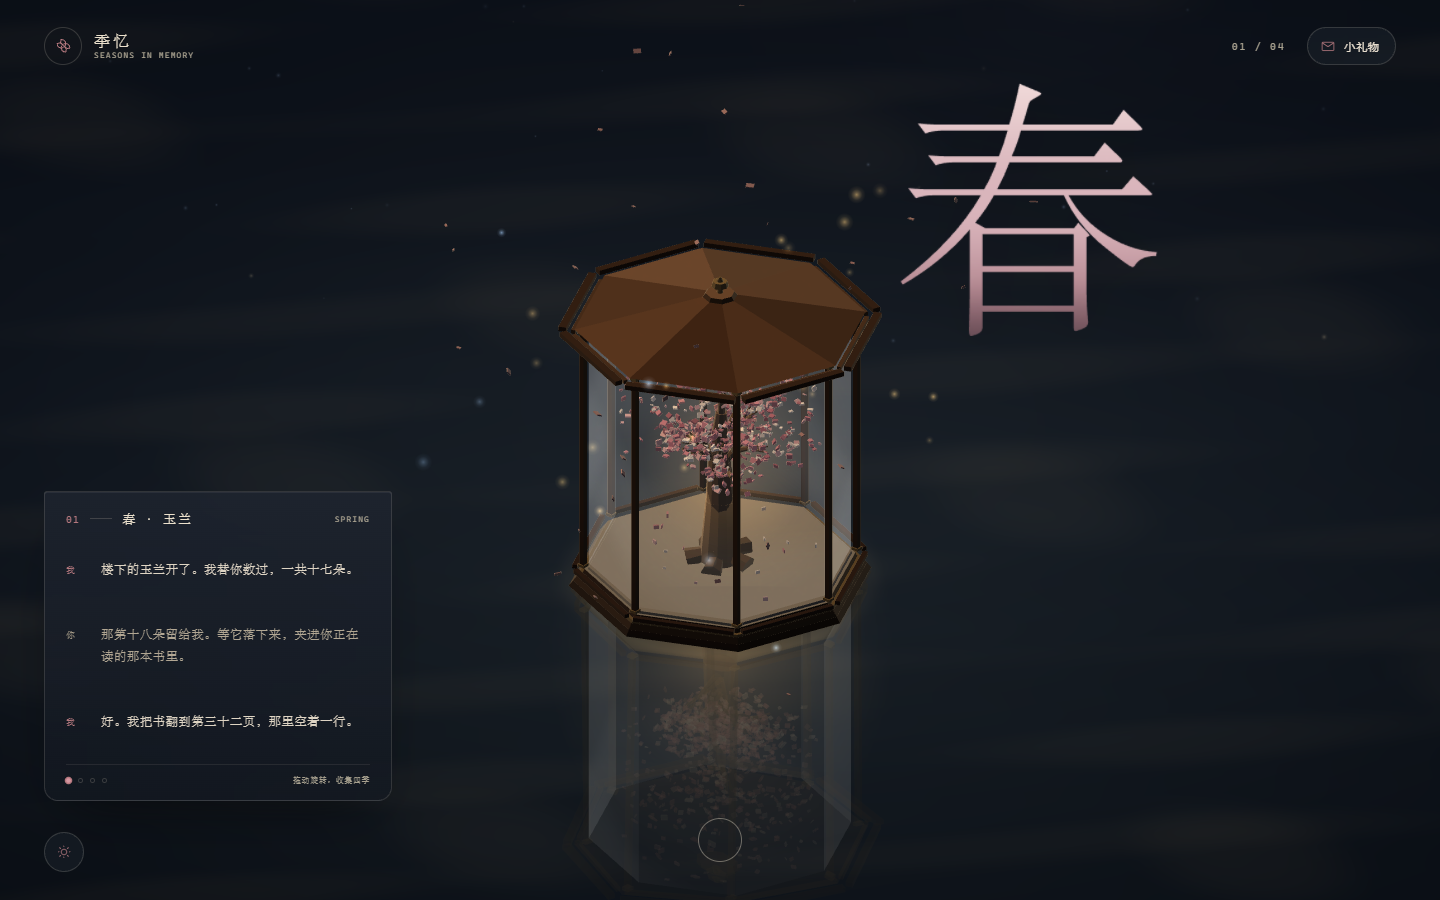 季忆
SEASONS IN MEMORY
01 / 04
小礼物
春
01 春 · 玉兰
SPRING
我 楼下的玉兰开了。我替你数过，一共十七朵。
你 那第十八朵留给我。等它落下来，夹进你正在
读的那本书里。
我 好。我把书翻到第三十二页，那里空着一行。
拖动旋转，收集四季